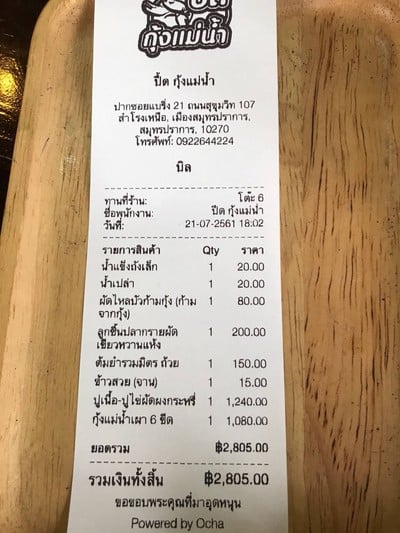 กุ้งแม่น้ำ
ปี๊ด กุ้งแม่น้ำ
ปากซอยแบริ่ง 21 ถนนสุขุมวิท 107
สำโรงเหนือ, เมืองสมุทรปราการ,
สมุทรปราการ, 10270
โทรศัพท์: 0922644224
บิล
ทานที่ร้าน: โต๊ะ 6
ชื่อพนักงาน: ปี๊ด กุ้งแม่น้ำ
วันที่: 21-07-2561 18:02
รายการสินค้า Qty ราคา
น้ำแข็งถังเล็ก 1 20.00
น้ำเปล่า 1 20.00
ผัดไหลบัวก้ามกุ้ง (ก้าม 1 80.00
จากกุ้ง)
ลูกชิ้นปลากรายผัด 1 200.00
เขียวหวานแห้ง
ต้มยำรวมมิตร ถ้วย 1 150.00
ข้าวสวย (จาน) 1 15.00
ปูเนื้อ-ปูไข่ผัดผงกระหรี่ 1 1,240.00
กุ้งแม่น้ำเผา 6 ขีด 1 1,080.00
ยอดรวม ฿2,805.00
รวมเงินทั้งสิ้น ฿2,805.00
ขอขอบพระคุณที่มาอุดหนุน
Powered by Ocha